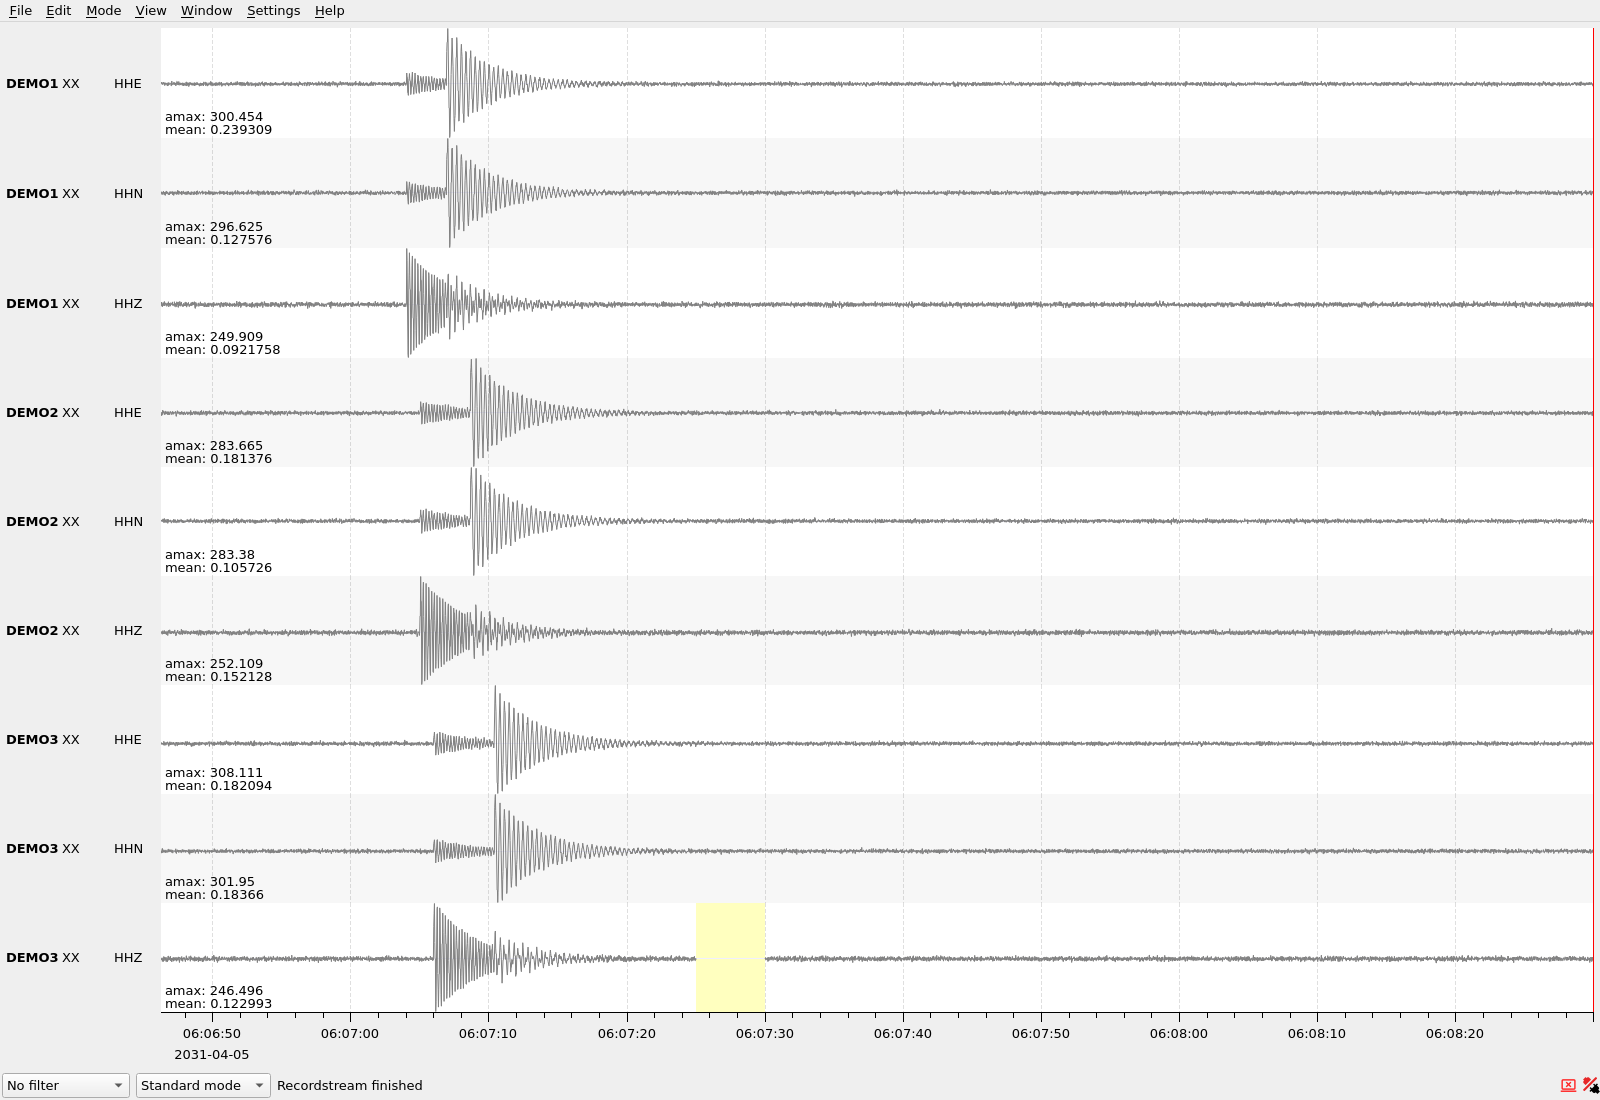 File Edit Mode View Window Settings Help
DEMO1 XX HHE
amax: 300.454
mean: 0.239309
DEMO1 XX HHN
amax: 296.625
mean: 0.127576
DEMO1 XX HHZ
amax: 249.909
mean: 0.0921758
DEMO2 XX HHE
amax: 283.665
mean: 0.181376
DEMO2 XX HHN
amax: 283.38
mean: 0.105726
DEMO2 XX HHZ
amax: 252.109
mean: 0.152128
DEMO3 XX HHE
amax: 308.111
mean: 0.182094
DEMO3 XX HHN
amax: 301.95
mean: 0.18366
DEMO3 XX HHZ
amax: 246.496
mean: 0.122993
06:06:50 06:07:00 06:07:10 06:07:20 06:07:30 06:07:40 06:07:50 06:08:00 06:08:10 06:08:20
2031-04-05
No filter Standard mode Recordstream finished